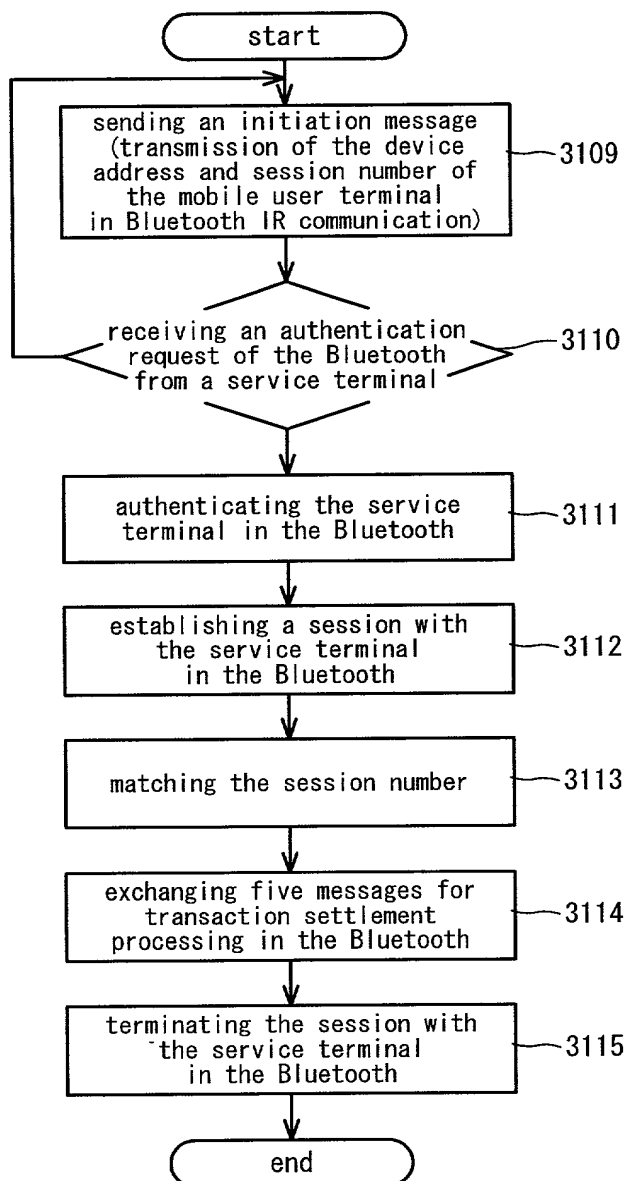 start
sending an initiation message
(transmission of the device
address and session number of
the mobile user terminal
in Bluetooth IR communication)
3109
receiving an authentication
request of the Bluetooth
from a service terminal
3110
authenticating the service
terminal in the Bluetooth
3111
establishing a session with
the service terminal
in the Bluetooth
3112
matching the session number
3113
exchanging five messages for
transaction settlement
processing in the Bluetooth
3114
terminating the session with
the service terminal
in the Bluetooth
3115
end